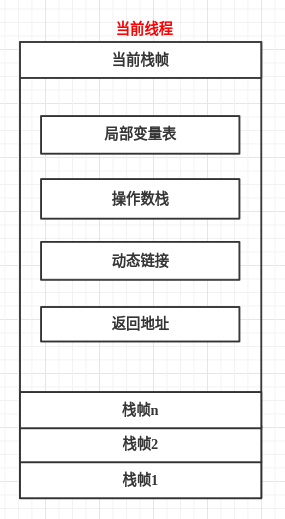 当前线程
当前栈帧
局部变量表
操作数栈
动态链接
返回地址
栈帧n
栈帧2
栈帧1